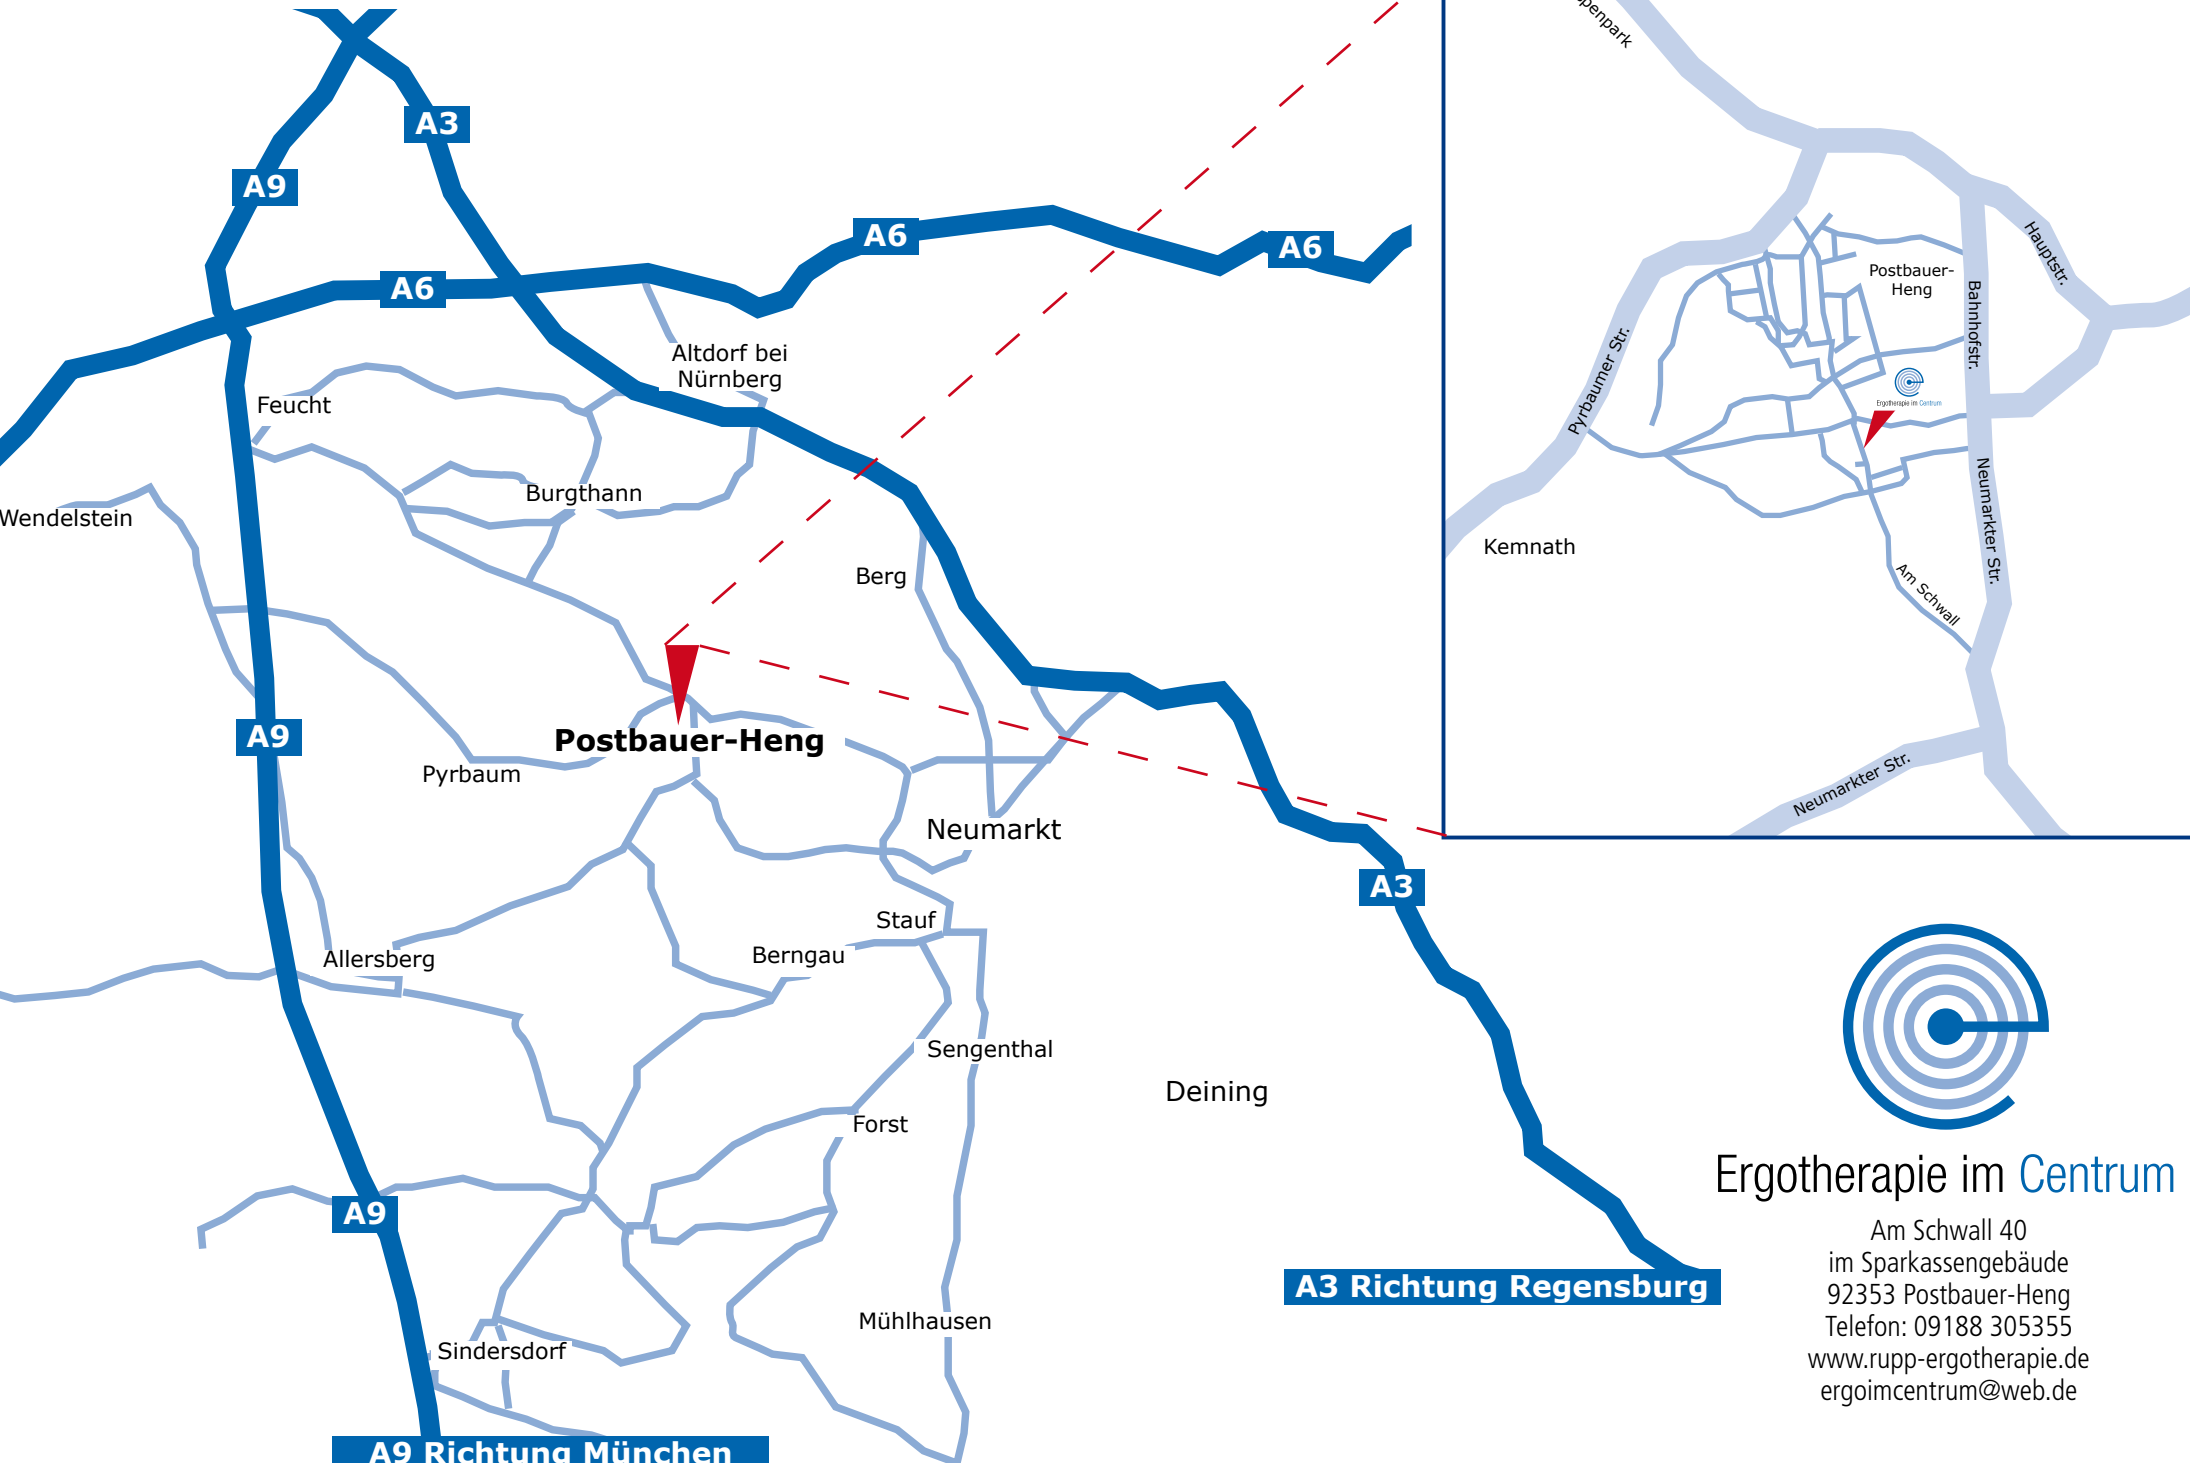 A3
A9
A6
A6
A6
Altdorf bei
Nürnberg
Feucht
Burgthann
Wendelstein
Berg
A9
Postbauer-Heng
Pyrbaum
Neumarkt
A3
Stauf
Berngau
Allersberg
Sengenthal
Deining
Forst
A9
A3 Richtung Regensburg
Mühlhausen
Sindersdorf
A9 Richtung München
Hauptstr.
Postbauer-
Heng
Bahnhofstr.
Pyrbaumer Str.
Ergotherapie im Centrum
Neumarkter Str.
Kemnath
Am Schwall
Neumarkter Str.
Ergotherapie im Centrum
Am Schwall 40
im Sparkassengebäude
92353 Postbauer-Heng
Telefon: 09188 305355
www.rupp-ergotherapie.de
ergoimcentrum@web.de